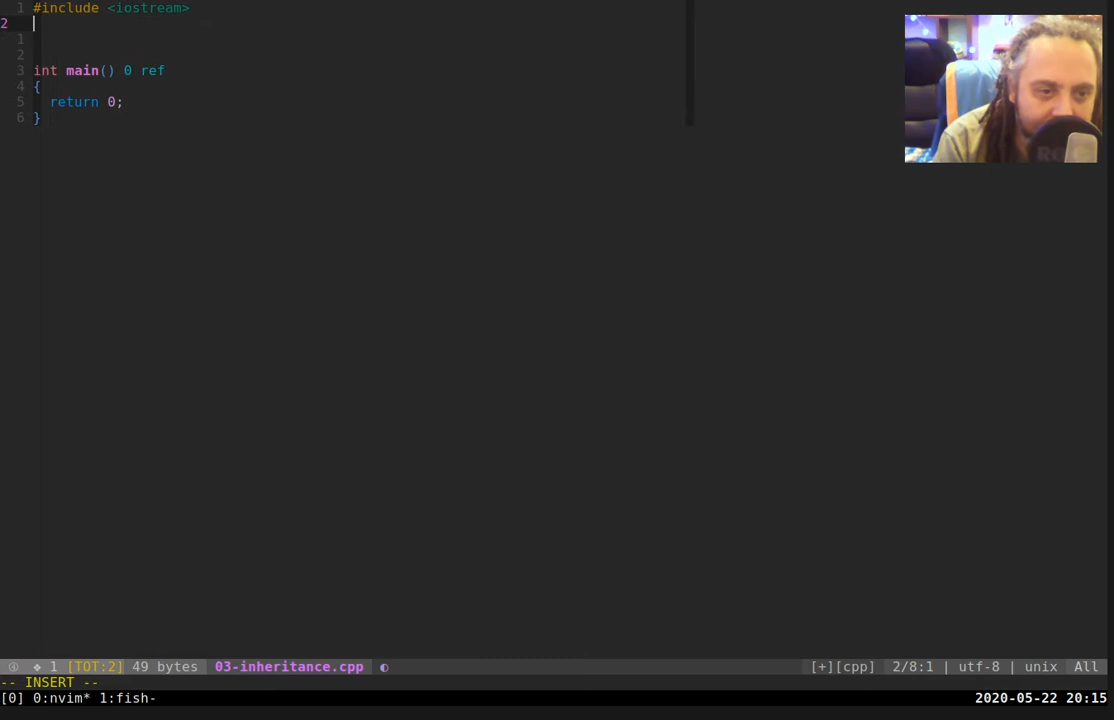 1 #include <iostream>
2
1
2
3 int main() 0 ref
4 {
5   return 0;
6 }
④ ❖ 1 [TOT:2] 49 bytes 03-inheritance.cpp ◐ [+][cpp] 2/8:1 | utf-8 | unix All
-- INSERT --
[0] 0:nvim* 1:fish- 2020-05-22 20:15